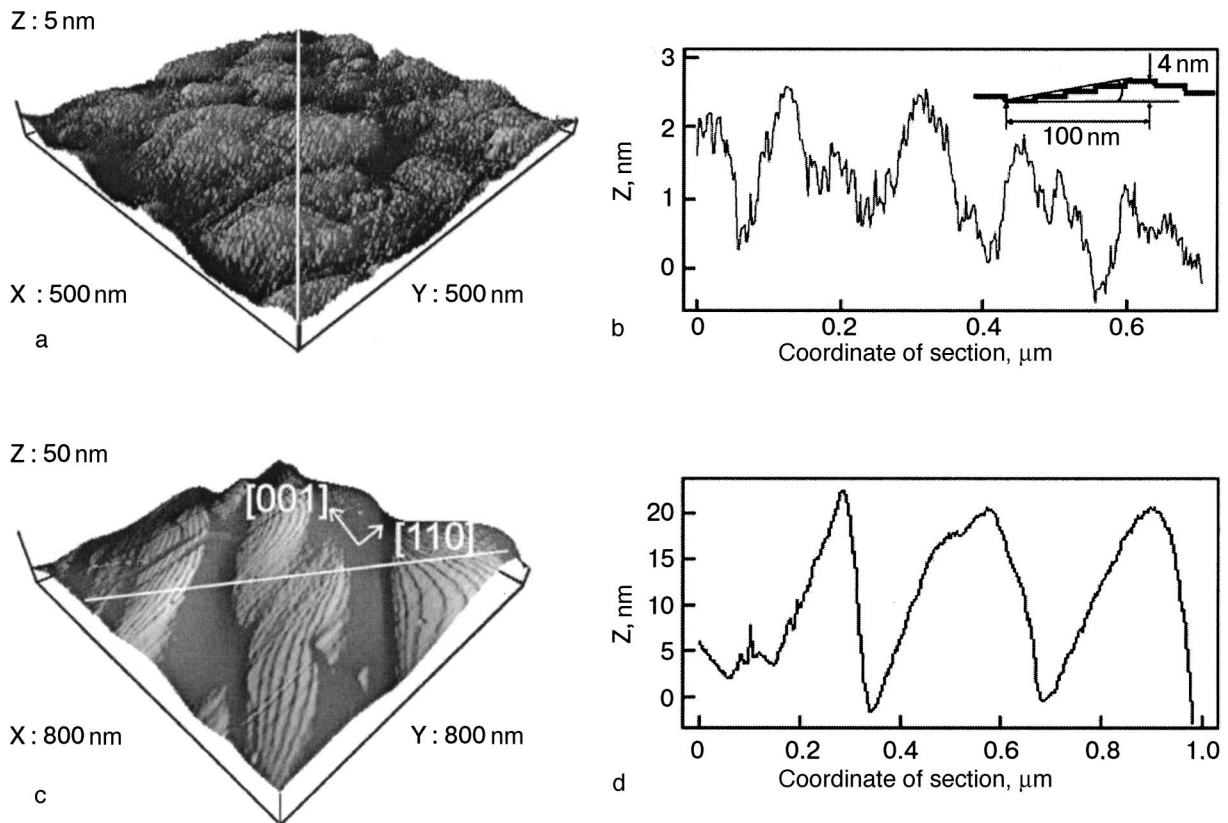 Z : 5 nm
X : 500 nm
Y : 500 nm
a
3
2
1
0
Z, nm
4 nm
100 nm
0
0.2
0.4
0.6
Coordinate of section, μm
b
Z : 50 nm
[001]
[110]
X : 800 nm
Y : 800 nm
c
20
15
10
5
0
Z, nm
0
0.2
0.4
0.6
0.8
1.0
Coordinate of section, μm
d